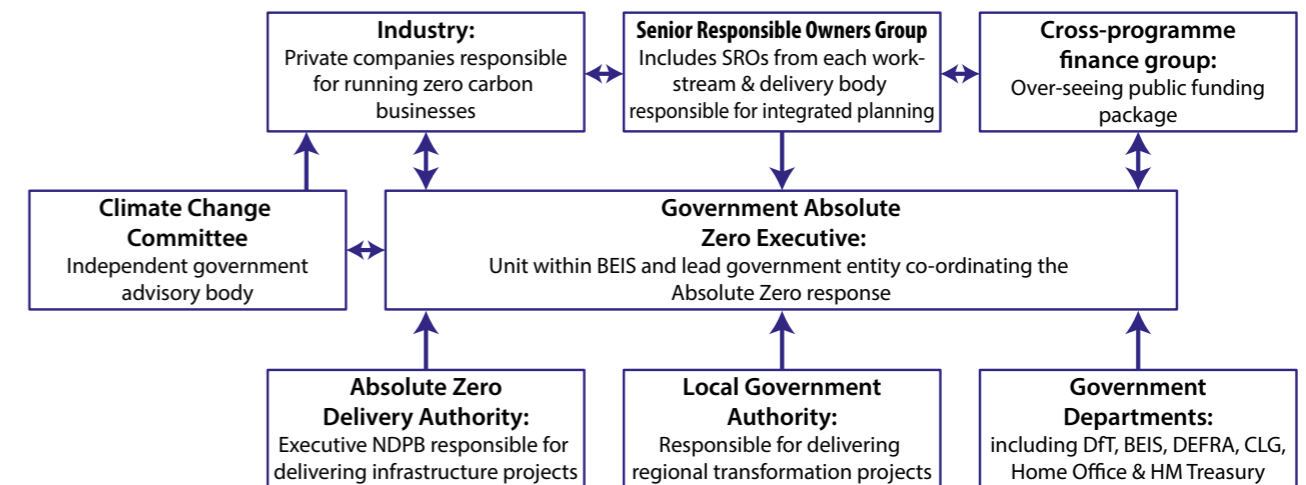 Industry:
Private companies responsible
for running zero carbon
businesses
Senior Responsible Owners Group
Includes SROs from each work-
stream & delivery body
responsible for integrated planning
Cross-programme
finance group:
Over-seeing public funding
package
Climate Change
Committee
Independent government
advisory body
Government Absolute
Zero Executive:
Unit within BEIS and lead government entity co-ordinating the
Absolute Zero response
Absolute Zero
Delivery Authority:
Executive NDPB responsible for
delivering infrastructure projects
Local Government
Authority:
Responsible for delivering
regional transformation projects
Government
Departments:
including DfT, BEIS, DEFRA, CLG,
Home Office & HM Treasury